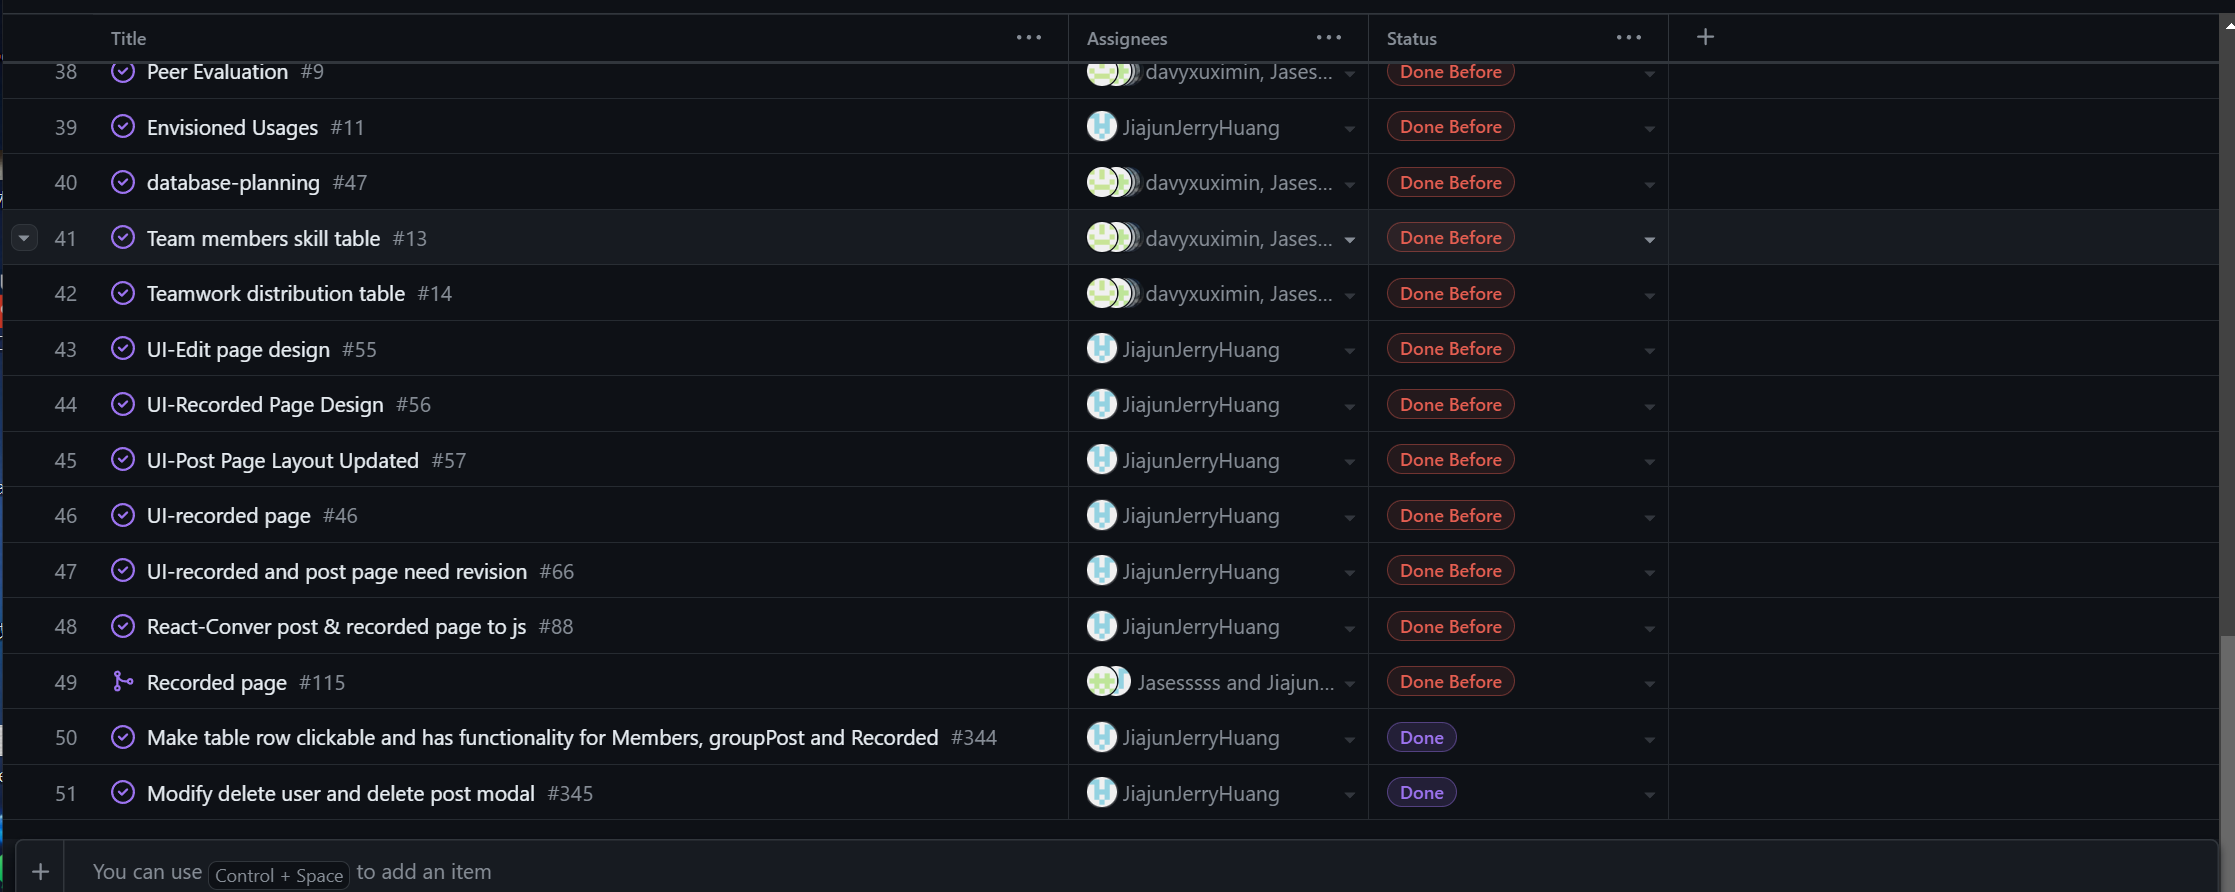 Title ... Assignees ... Status ... +
38 Peer Evaluation #9 davyxuximin, Jases... Done Before
39 Envisioned Usages #11 JiajunJerryHuang Done Before
40 database-planning #47 davyxuximin, Jases... Done Before
41 Team members skill table #13 davyxuximin, Jases... Done Before
42 Teamwork distribution table #14 davyxuximin, Jases... Done Before
43 UI-Edit page design #55 JiajunJerryHuang Done Before
44 UI-Recorded Page Design #56 JiajunJerryHuang Done Before
45 UI-Post Page Layout Updated #57 JiajunJerryHuang Done Before
46 UI-recorded page #46 JiajunJerryHuang Done Before
47 UI-recorded and post page need revision #66 JiajunJerryHuang Done Before
48 React-Conver post & recorded page to js #88 JiajunJerryHuang Done Before
49 Recorded page #115 Jasesssss and Jiajun... Done Before
50 Make table row clickable and has functionality for Members, groupPost and Recorded #344 JiajunJerryHuang Done
51 Modify delete user and delete post modal #345 JiajunJerryHuang Done
+ You can use Control + Space to add an item